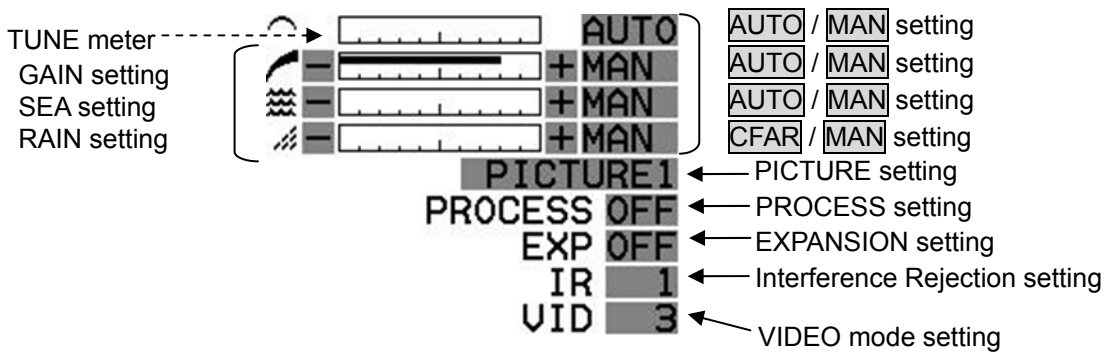 TUNE meter AUTO AUTO / MAN setting
GAIN setting − + MAN AUTO / MAN setting
SEA setting − + MAN AUTO / MAN setting
RAIN setting − + MAN CFAR / MAN setting
PICTURE1 PICTURE setting
PROCESS OFF PROCESS setting
EXP OFF EXPANSION setting
IR 1 Interference Rejection setting
VID 3 VIDEO mode setting